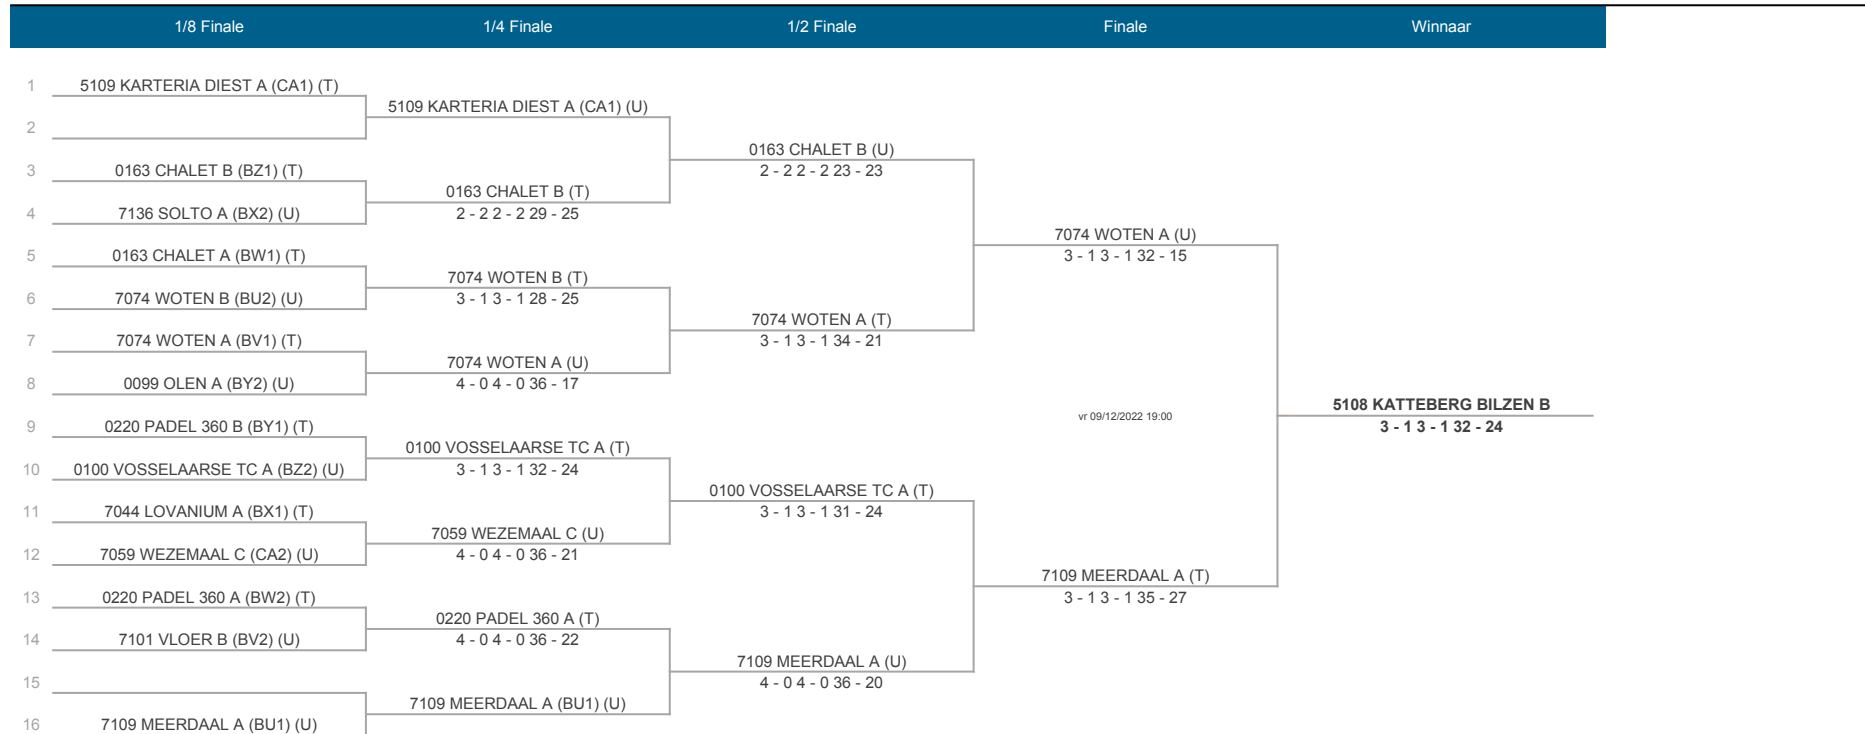 1/8 Finale
1/4 Finale
1/2 Finale
Finale
Winnaar
1
5109 KARTERIA DIEST A (CA1) (T)
5109 KARTERIA DIEST A (CA1) (U)
2
0163 CHALET B (U)
2 - 2 2 - 2 23 - 23
3
0163 CHALET B (BZ1) (T)
0163 CHALET B (T)
2 - 2 2 - 2 29 - 25
4
7136 SOLTO A (BX2) (U)
7074 WOTEN A (U)
3 - 1 3 - 1 32 - 15
5
0163 CHALET A (BW1) (T)
7074 WOTEN B (T)
3 - 1 3 - 1 28 - 25
6
7074 WOTEN B (BU2) (U)
7074 WOTEN A (T)
3 - 1 3 - 1 34 - 21
7
7074 WOTEN A (BV1) (T)
7074 WOTEN A (U)
4 - 0 4 - 0 36 - 17
8
0099 OLEN A (BY2) (U)
5108 KATTEBERG BILZEN B
3 - 1 3 - 1 32 - 24
vr 09/12/2022 19:00
9
0220 PADEL 360 B (BY1) (T)
0100 VOSSELAARSE TC A (T)
3 - 1 3 - 1 32 - 24
10
0100 VOSSELAARSE TC A (BZ2) (U)
0100 VOSSELAARSE TC A (T)
3 - 1 3 - 1 31 - 24
11
7044 LOVANIUM A (BX1) (T)
7059 WEZEMAAL C (U)
4 - 0 4 - 0 36 - 21
12
7059 WEZEMAAL C (CA2) (U)
7109 MEERDAAL A (T)
3 - 1 3 - 1 35 - 27
13
0220 PADEL 360 A (BW2) (T)
0220 PADEL 360 A (T)
4 - 0 4 - 0 36 - 22
14
7101 VLOER B (BV2) (U)
7109 MEERDAAL A (U)
4 - 0 4 - 0 36 - 20
15
7109 MEERDAAL A (BU1) (U)
16
7109 MEERDAAL A (BU1) (U)